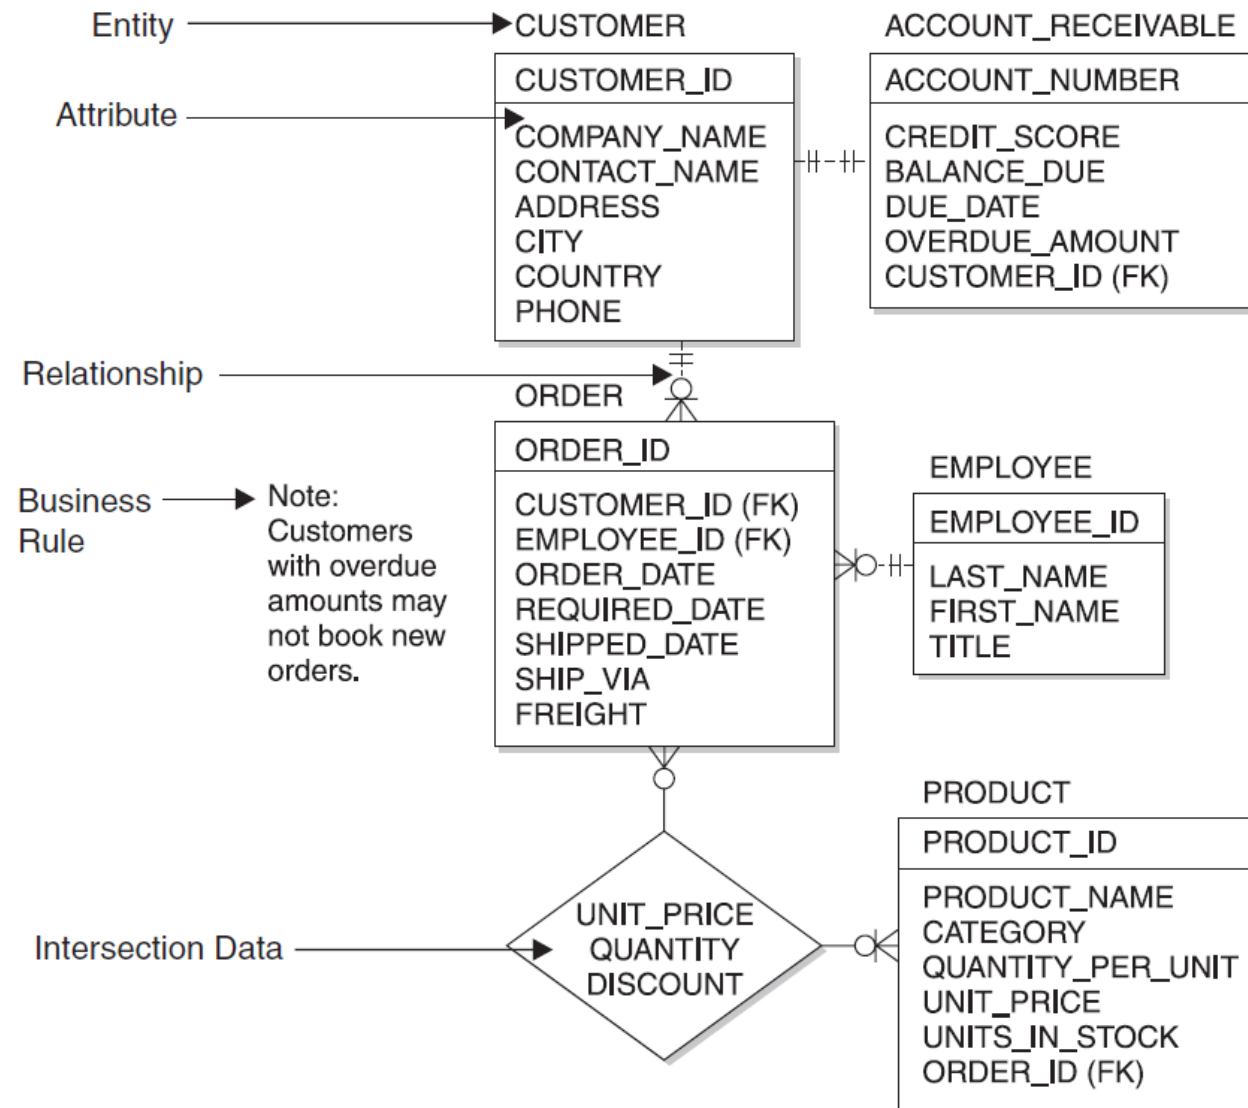 Entity
CUSTOMER
ACCOUNT_RECEIVABLE
CUSTOMER_ID
ACCOUNT_NUMBER
Attribute
COMPANY_NAME
CONTACT_NAME
ADDRESS
CITY
COUNTRY
PHONE
CREDIT_SCORE
BALANCE_DUE
DUE_DATE
OVERDUE_AMOUNT
CUSTOMER_ID (FK)
Relationship
ORDER
ORDER_ID
CUSTOMER_ID (FK)
EMPLOYEE_ID (FK)
ORDER_DATE
REQUIRED_DATE
SHIPPED_DATE
SHIP_VIA
FREIGHT
EMPLOYEE
EMPLOYEE_ID
LAST_NAME
FIRST_NAME
TITLE
Business
Rule
Note:
Customers
with overdue
amounts may
not book new
orders.
Intersection Data
UNIT_PRICE
QUANTITY
DISCOUNT
PRODUCT
PRODUCT_ID
PRODUCT_NAME
CATEGORY
QUANTITY_PER_UNIT
UNIT_PRICE
UNITS_IN_STOCK
ORDER_ID (FK)